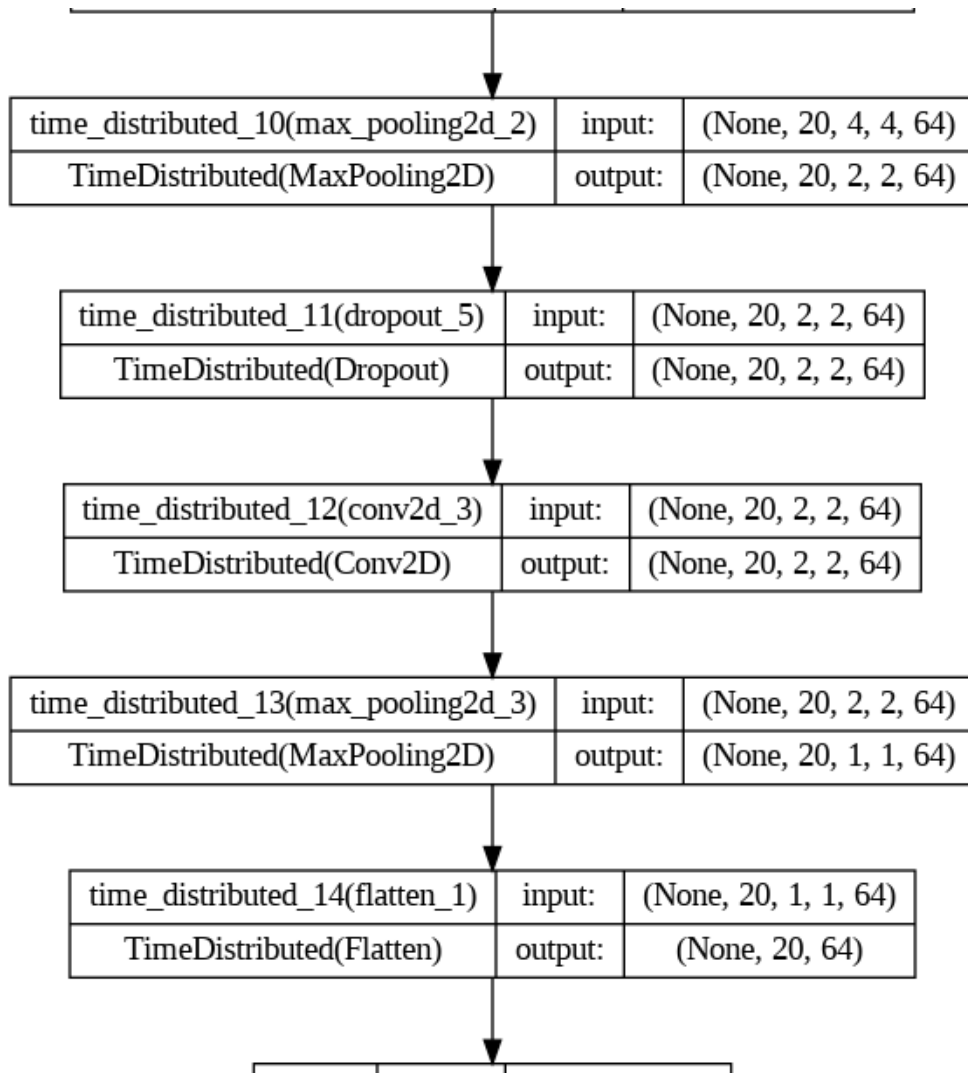 time_distributed_10(max_pooling2d_2) input: (None, 20, 4, 4, 64)
TimeDistributed(MaxPooling2D) output: (None, 20, 2, 2, 64)
time_distributed_11(dropout_5) input: (None, 20, 2, 2, 64)
TimeDistributed(Dropout) output: (None, 20, 2, 2, 64)
time_distributed_12(conv2d_3) input: (None, 20, 2, 2, 64)
TimeDistributed(Conv2D) output: (None, 20, 2, 2, 64)
time_distributed_13(max_pooling2d_3) input: (None, 20, 2, 2, 64)
TimeDistributed(MaxPooling2D) output: (None, 20, 1, 1, 64)
time_distributed_14(flatten_1) input: (None, 20, 1, 1, 64)
TimeDistributed(Flatten) output: (None, 20, 64)